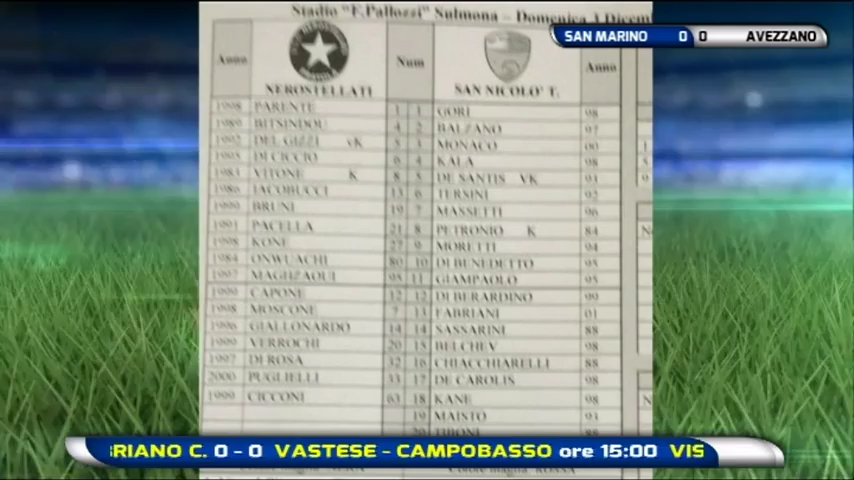 Stadio "F.Pallozzi" Sulmona - Domenica 3 Dicem
SAN MARINO 0 0 AVEZZANO
Anno NEROSTELLATI Num SAN NICOLO' T. Anno
1998 PARENTE 1 1 GORI 98
1989 BITSINDOU 4 2 BALZANO 97
1992 DEL GIZZI vK 5 3 MONACO 00
1995 DI CICCIO 6 4 KALA 98
1983 VITONE K 8 5 DE SANTIS VK 91
1986 IACOBUCCI 13 6 TERSINI 92
1999 BRUNI 19 7 MASSETTI 96
1991 PACELLA 21 8 PETRONIO K 84
1998 KONE 27 9 MORETTI 94
1984 ONWUACHI 80 10 DI BENEDETTO 95
1997 MAGHZAOUI 95 11 GIAMPAOLO 95
1999 CAPONE 12 12 DI BERARDINO 99
1998 MOSCONE 7 13 FABRIANI 01
1996 GIALLONARDO 14 14 SASSARINI 88
1999 VERROCHI 20 15 BELCHEV 98
1997 DI ROSA 32 16 CHIACCHIARELLI 88
2000 PUGLIELLI 33 17 DE CAROLIS 98
1999 CICCONI 63 18 KANE 98
19 MAISTO 93
20 TIBONI 88
RIANO C. 0 - 0 VASTESE - CAMPOBASSO ore 15:00 VIS